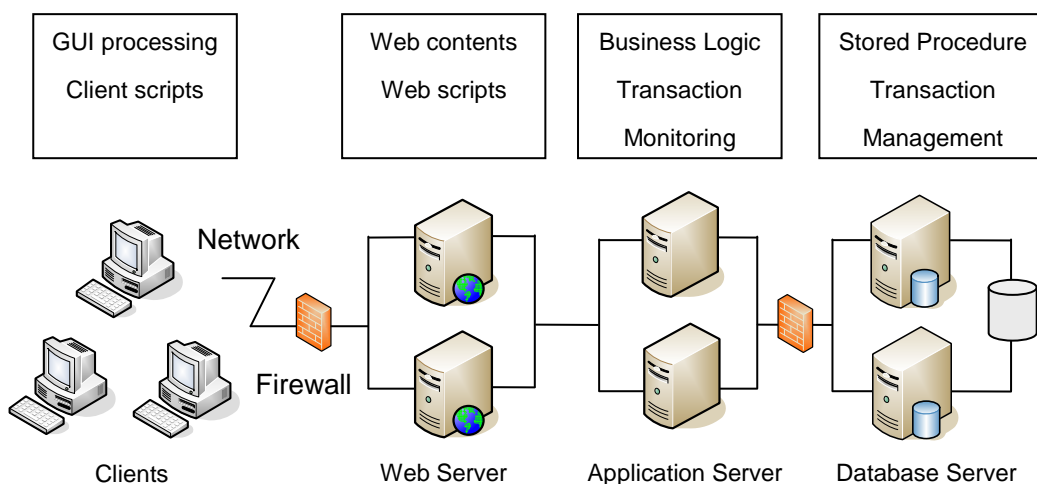 GUI processing
Client scripts
Web contents
Web scripts
Business Logic
Transaction
Monitoring
Stored Procedure
Transaction
Management
Network
Firewall
Clients
Web Server
Application Server
Database Server